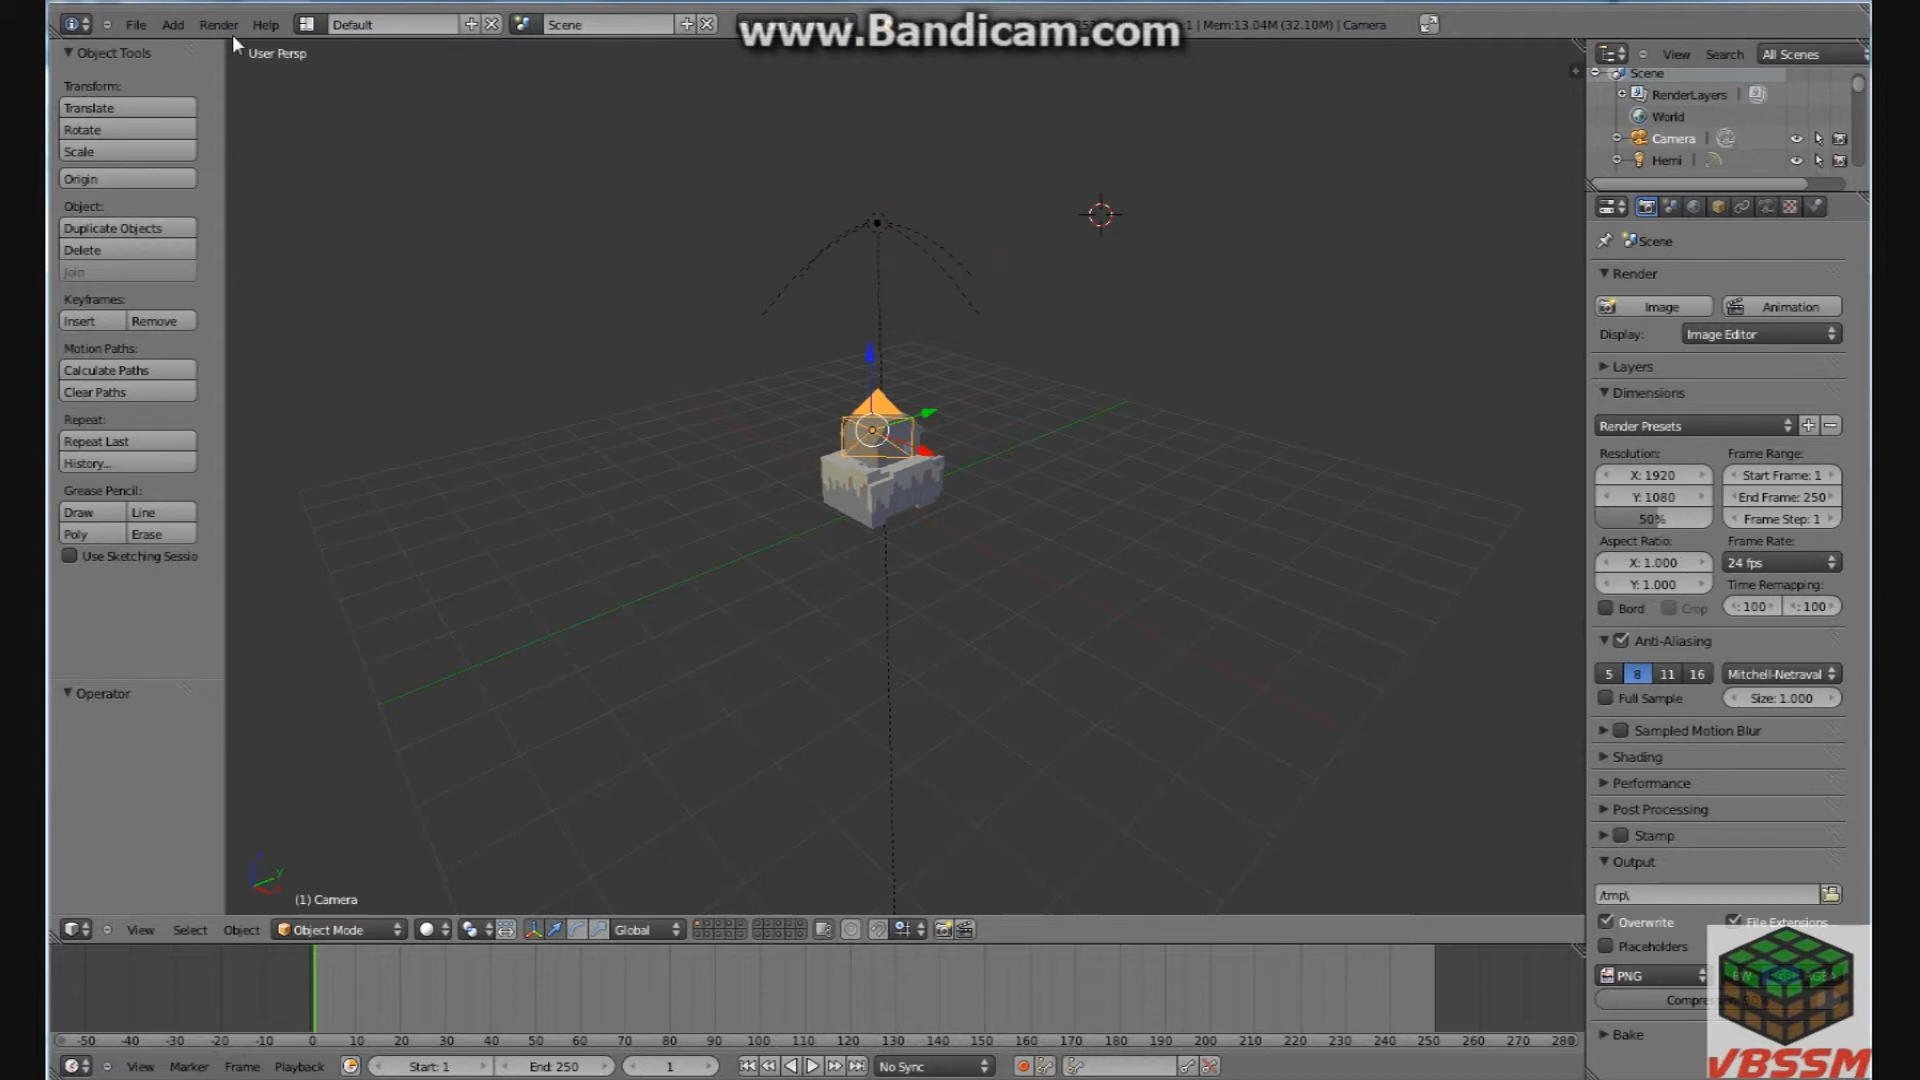 File Add Render Help Default Scene 1 | Mem:13.04M (32.10M) | Camera
www.Bandicam.com
Object Tools
User Persp
Transform:
Translate
Rotate
Scale
Origin
Object:
Duplicate Objects
Delete
Join
Keyframes:
Insert Remove
Motion Paths:
Calculate Paths
Clear Paths
Repeat:
Repeat Last
History...
Grease Pencil:
Draw Line
Poly Erase
Use Sketching Sessio
Operator
y
(1) Camera
View Select Object Object Mode Global
-50 -40 -30 -20 -10 0 10 20 30 40 50 60 70 80 90 100 110 120 130 140 150 160 170 180 190 200 210 220 230 240 250 260 270 280
View Marker Frame Playback Start: 1 End: 250 1 No Sync
View Search All Scenes
Scene
RenderLayers
World
Camera
Hemi
Scene
Render
Image Animation
Display: Image Editor
Layers
Dimensions
Render Presets
Resolution: Frame Range:
X: 1920 Start Frame: 1
Y: 1080 End Frame: 250
50% Frame Step: 1
Aspect Ratio: Frame Rate:
X: 1.000 24 fps
Y: 1.000 Time Remapping:
Bord Crop :100 :100
Anti-Aliasing
5 8 11 16 Mitchell-Netraval
Full Sample Size: 1.000
Sampled Motion Blur
Shading
Performance
Post Processing
Stamp
Output
/tmp\
Overwrite File Extensions
Placeholders
PNG BW
Bake
VBSSM